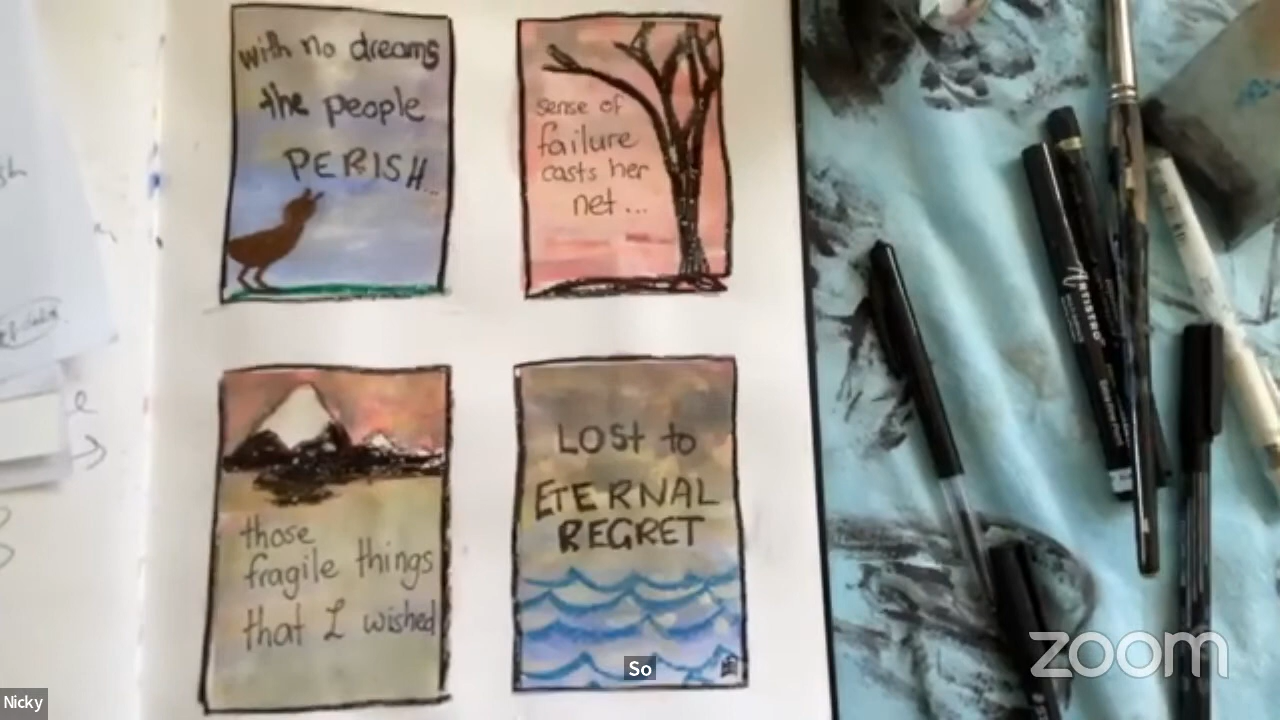 with no dreams
the people
PERISH...
sense of
failure
casts her
net...
those
fragile things
that I wished
LOSt to
ETERNAL
REGRET
ARTISTRO
So
Nicky
zoom